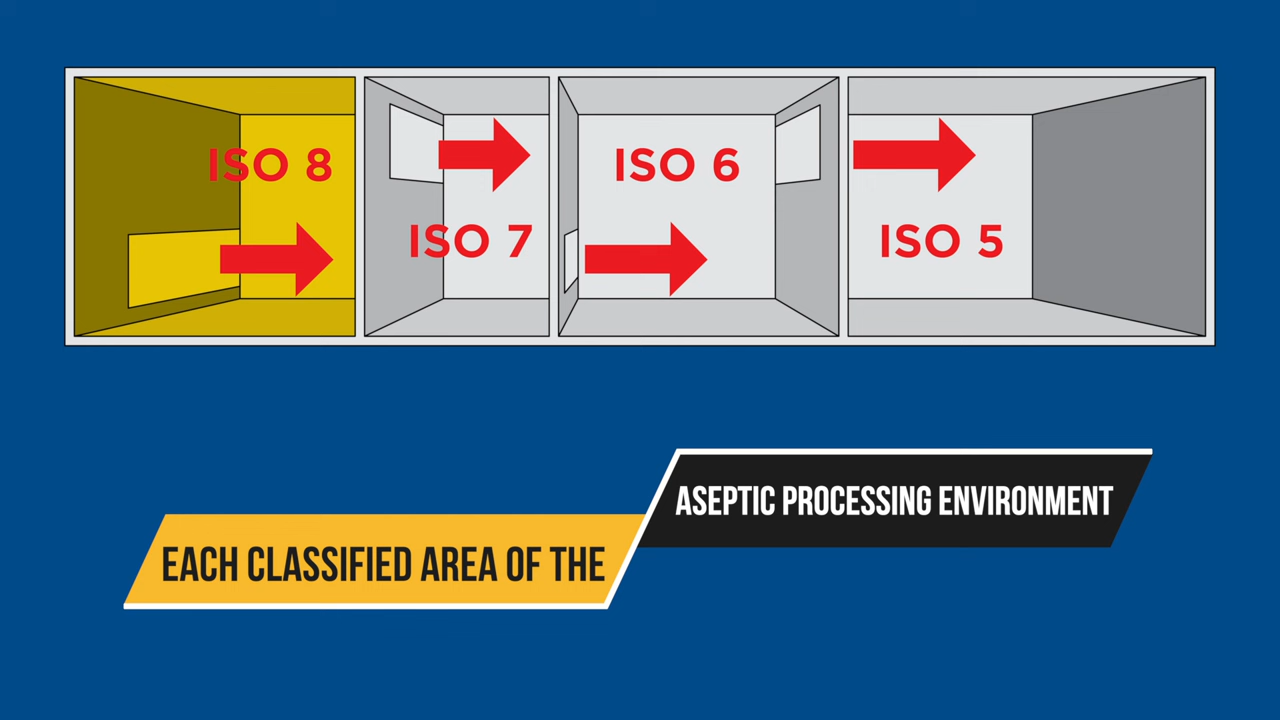 ISO 8
ISO 7
ISO 6
ISO 5
EACH CLASSIFIED AREA OF THE
ASEPTIC PROCESSING ENVIRONMENT